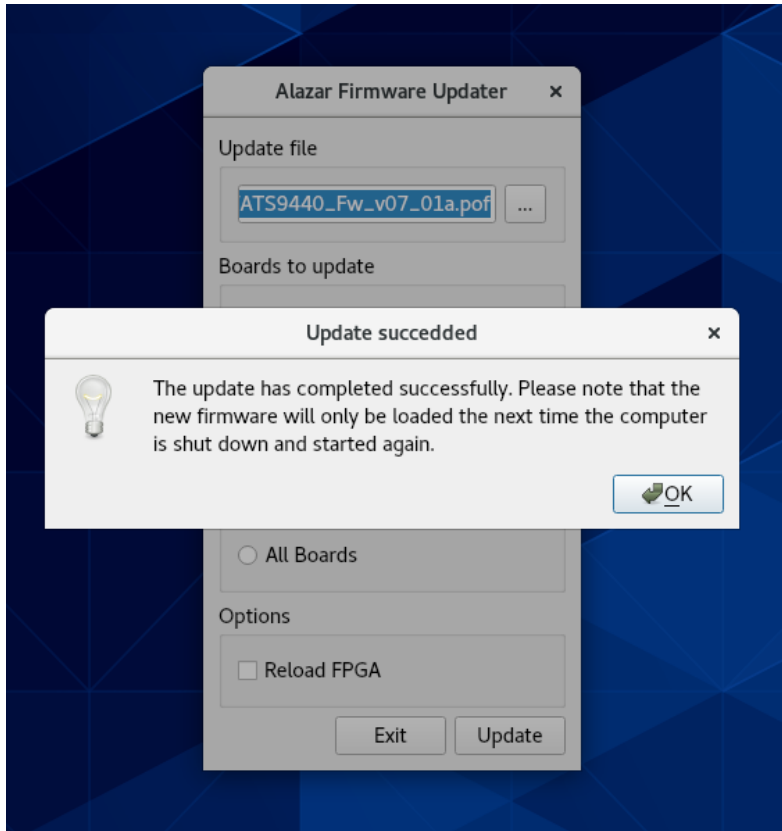 Alazar Firmware Updater
Update file
ATS9440_Fw_v07_01a.pof
...
Boards to update
Update succedded
The update has completed successfully. Please note that the
new firmware will only be loaded the next time the computer
is shut down and started again.
OK
All Boards
Options
Reload FPGA
Exit
Update